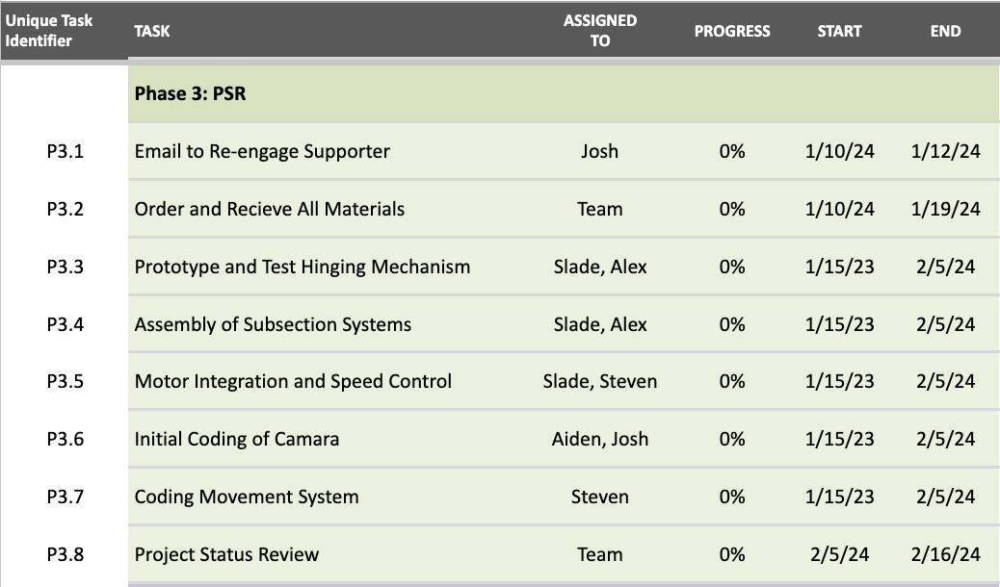 Unique Task Identifier TASK ASSIGNED TO PROGRESS START END
Phase 3: PSR
P3.1 Email to Re-engage Supporter Josh 0% 1/10/24 1/12/24
P3.2 Order and Recieve All Materials Team 0% 1/10/24 1/19/24
P3.3 Prototype and Test Hinging Mechanism Slade, Alex 0% 1/15/23 2/5/24
P3.4 Assembly of Subsection Systems Slade, Alex 0% 1/15/23 2/5/24
P3.5 Motor Integration and Speed Control Slade, Steven 0% 1/15/23 2/5/24
P3.6 Initial Coding of Camara Aiden, Josh 0% 1/15/23 2/5/24
P3.7 Coding Movement System Steven 0% 1/15/23 2/5/24
P3.8 Project Status Review Team 0% 2/5/24 2/16/24